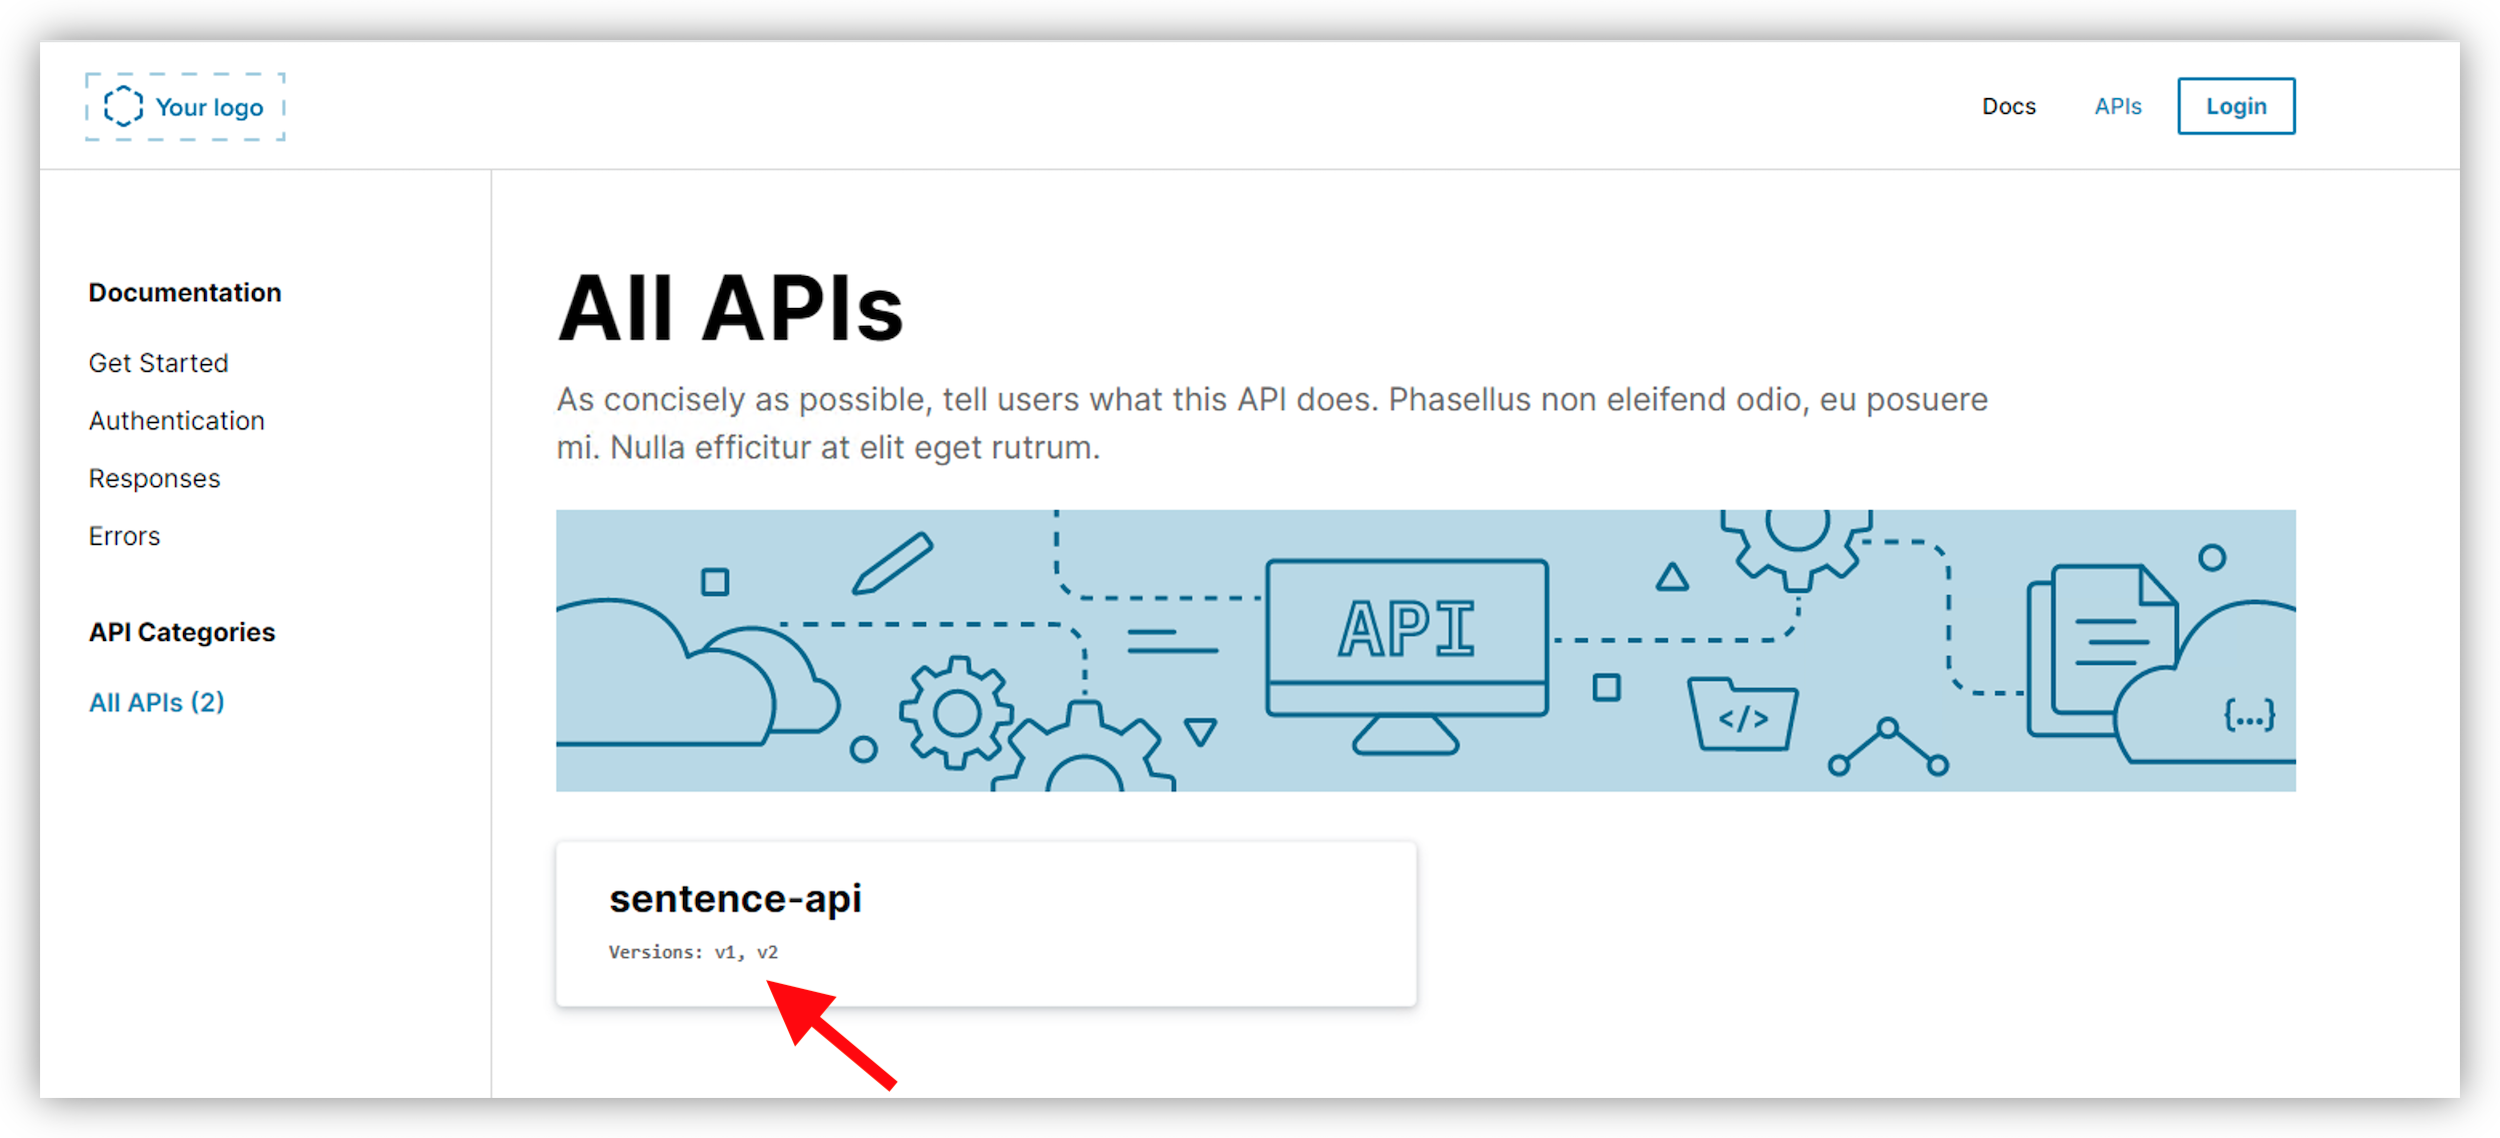 Your logo
Docs
APIs
Login
Documentation
Get Started
Authentication
Responses
Errors
API Categories
All APIs (2)
All APIs
As concisely as possible, tell users what this API does. Phasellus non eleifend odio, eu posuere
mi. Nulla efficitur at elit eget rutrum.
API
</>
{...}
sentence-api
Versions: v1, v2